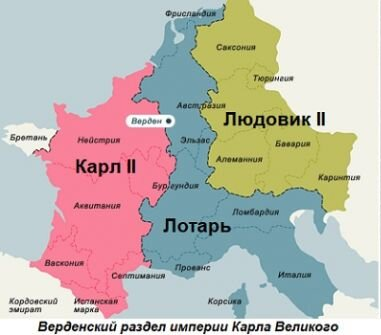 Фрисландия
Саксония
Тюрингия
Австразия
Верден
Людовик II
Бретань
Нейстрия
Эльзас
Бавария
Карл II
Алеманния
Каринтия
Бургундия
Аквитания
Лотарь
Ломбардия
Васкония
Септимания
Прованс
Италия
Кордовский
эмират
Испанская
марка
Корсика
Верденский раздел империи Карла Великого